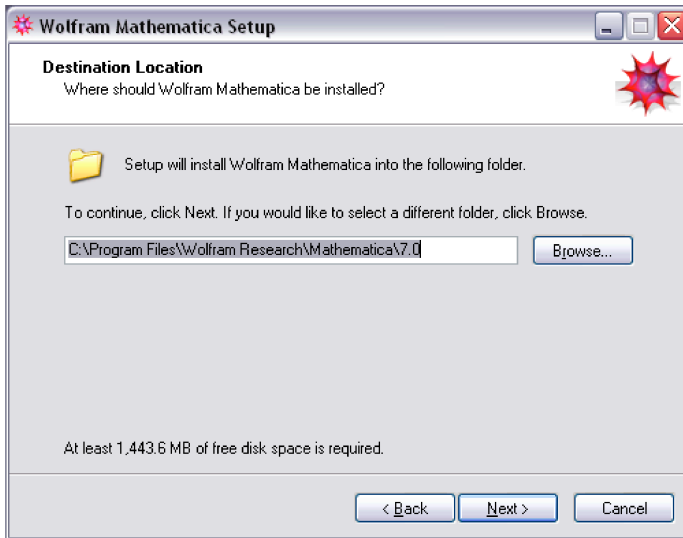 Wolfram Mathematica Setup
Destination Location
Where should Wolfram Mathematica be installed?
Setup will install Wolfram Mathematica into the following folder.
To continue, click Next. If you would like to select a different folder, click Browse.
C:\Program Files\Wolfram Research\Mathematica\7.0
Browse...
At least 1,443.6 MB of free disk space is required.
< Back
Next >
Cancel